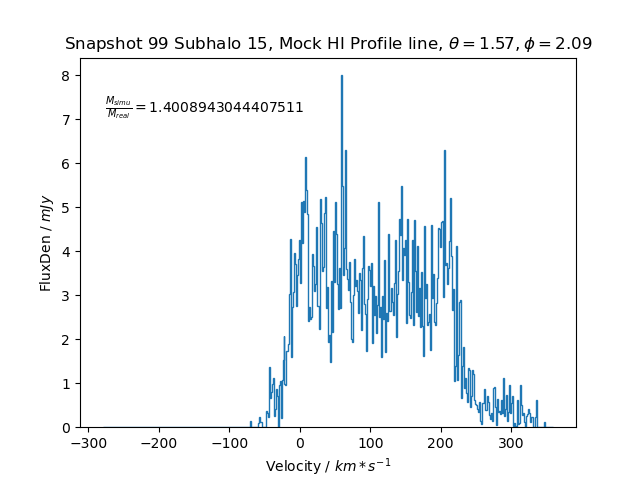 Snapshot 99 Subhalo 15, Mock HI Profile line, θ = 1.57, ϕ = 2.09
M_simu/M_real = 1.4008943044407511
FluxDen / mJy
8
7
6
5
4
3
2
1
0
−300 −200 −100 0 100 200 300
Velocity / km * s⁻¹